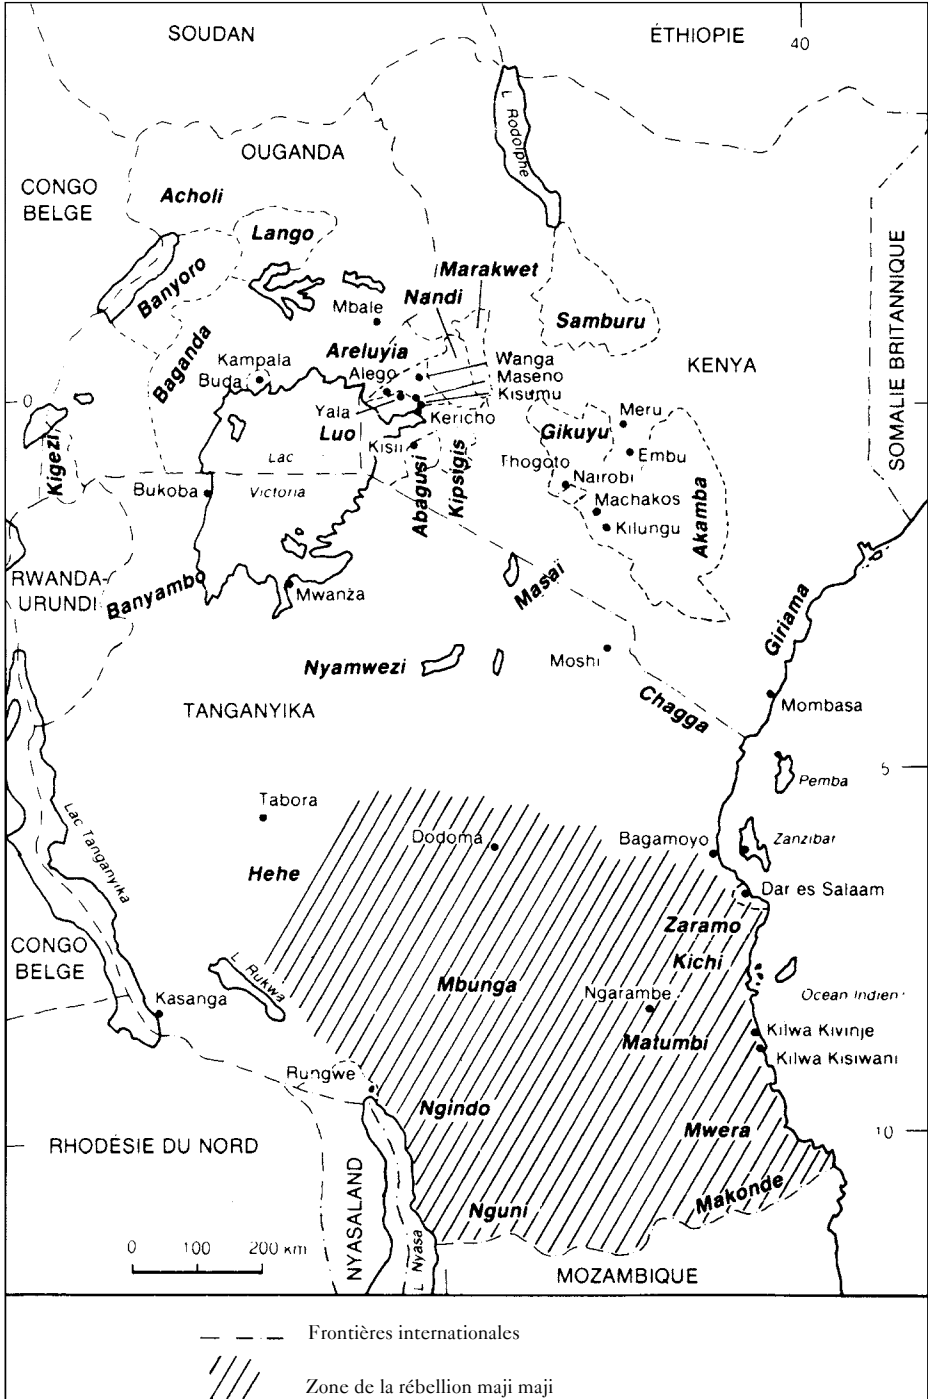 SOUDAN
ÉTHIOPIE
40
L Rodolphe
OUGANDA
CONGO
BELGE
Acholi
Lango
SOMALIE BRITANNIQUE
Banyoro
Marakwet
Nandi
Mbale
Samburu
Baganda
Areluyia
Wanga
KENYA
Kampala
Alego
Maseno
Buda
Kisumu
0
Yala
Kericho
Meru
Luo
Gikuyu
Kigezi
Kisii
Lac
Thogoto
Embu
Abagusi
Kipsigis
Nairobi
Bukoba
Victoria
Machakos
Akamba
Kilungu
RWANDA-
URUNDI
Banyambo
Mwanza
Masai
Giriama
Nyamwezi
Moshi
TANGANYIKA
Chagga
Mombasa
5
Pemba
Tabora
Lac Tanganyika
Dodoma
Bagamoyo
Zanzibar
Hehe
Dar es Salaam
Zaramo
CONGO
BELGE
L Rukwa
Kichi
Mbunga
Ngarambe
Ocean Indien
Kasanga
Matumbi
Kilwa Kivinje
Kilwa Kisiwani
Rungwe
Ngindo
Mwera
10
RHODÉSIE DU NORD
Makonde
Nguni
NYASALAND
L Nyasa
0 100 200 km
MOZAMBIQUE
Frontières internationales
Zone de la rébellion maji maji